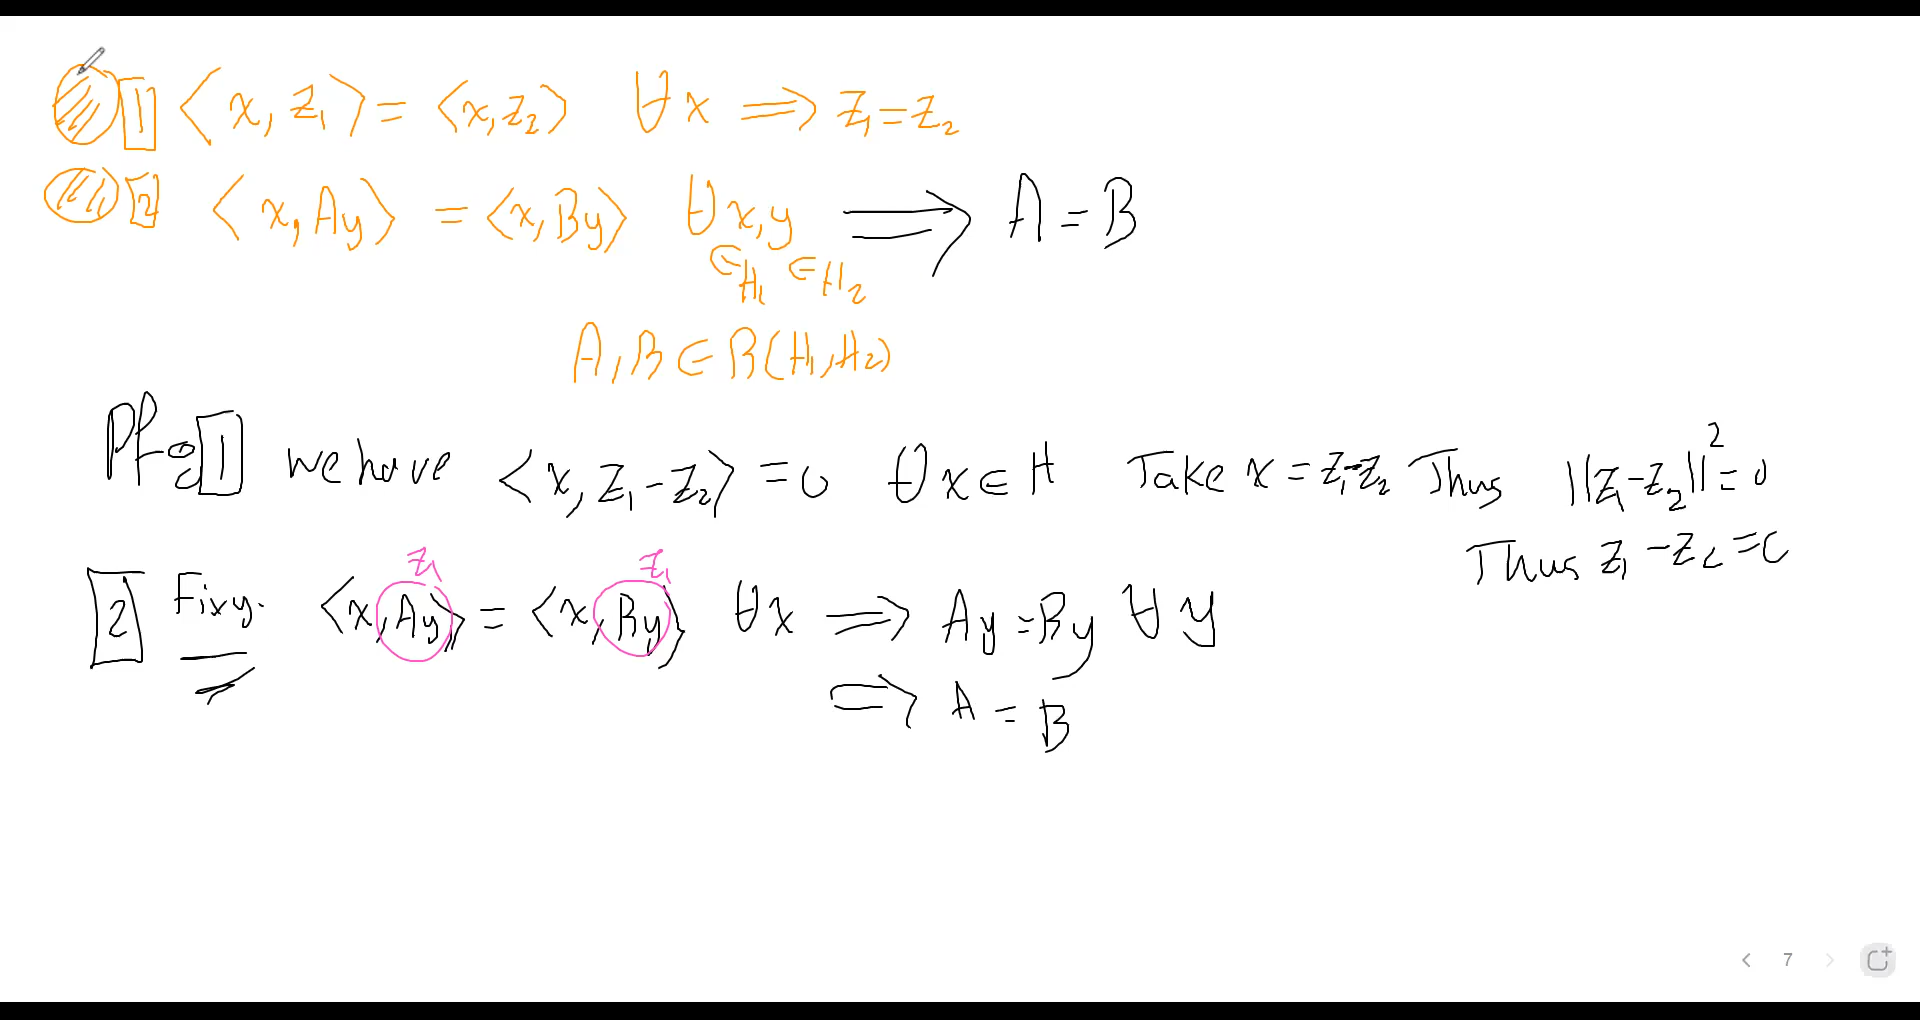 1 ⟨x, z₁⟩ = ⟨x, z₂⟩ ∀x ⟹ z₁ = z₂
2 ⟨x, Ay⟩ = ⟨x, By⟩ ∀x, y ⟹ A = B
∈H₁ ∈H₂
A, B ∈ B(H₁, H₂)
Pf of 1 we have ⟨x, z₁ - z₂⟩ = 0 ∀x ∈ H Take x = z₁-z₂ Thus ||z₁-z₂||² = 0
Thus z₁ - z₂ = 0
z₁ z₁
2 Fix y. ⟨x, Ay⟩ = ⟨x, By⟩ ∀x ⟹ Ay = By ∀y
⟹ A = B
7